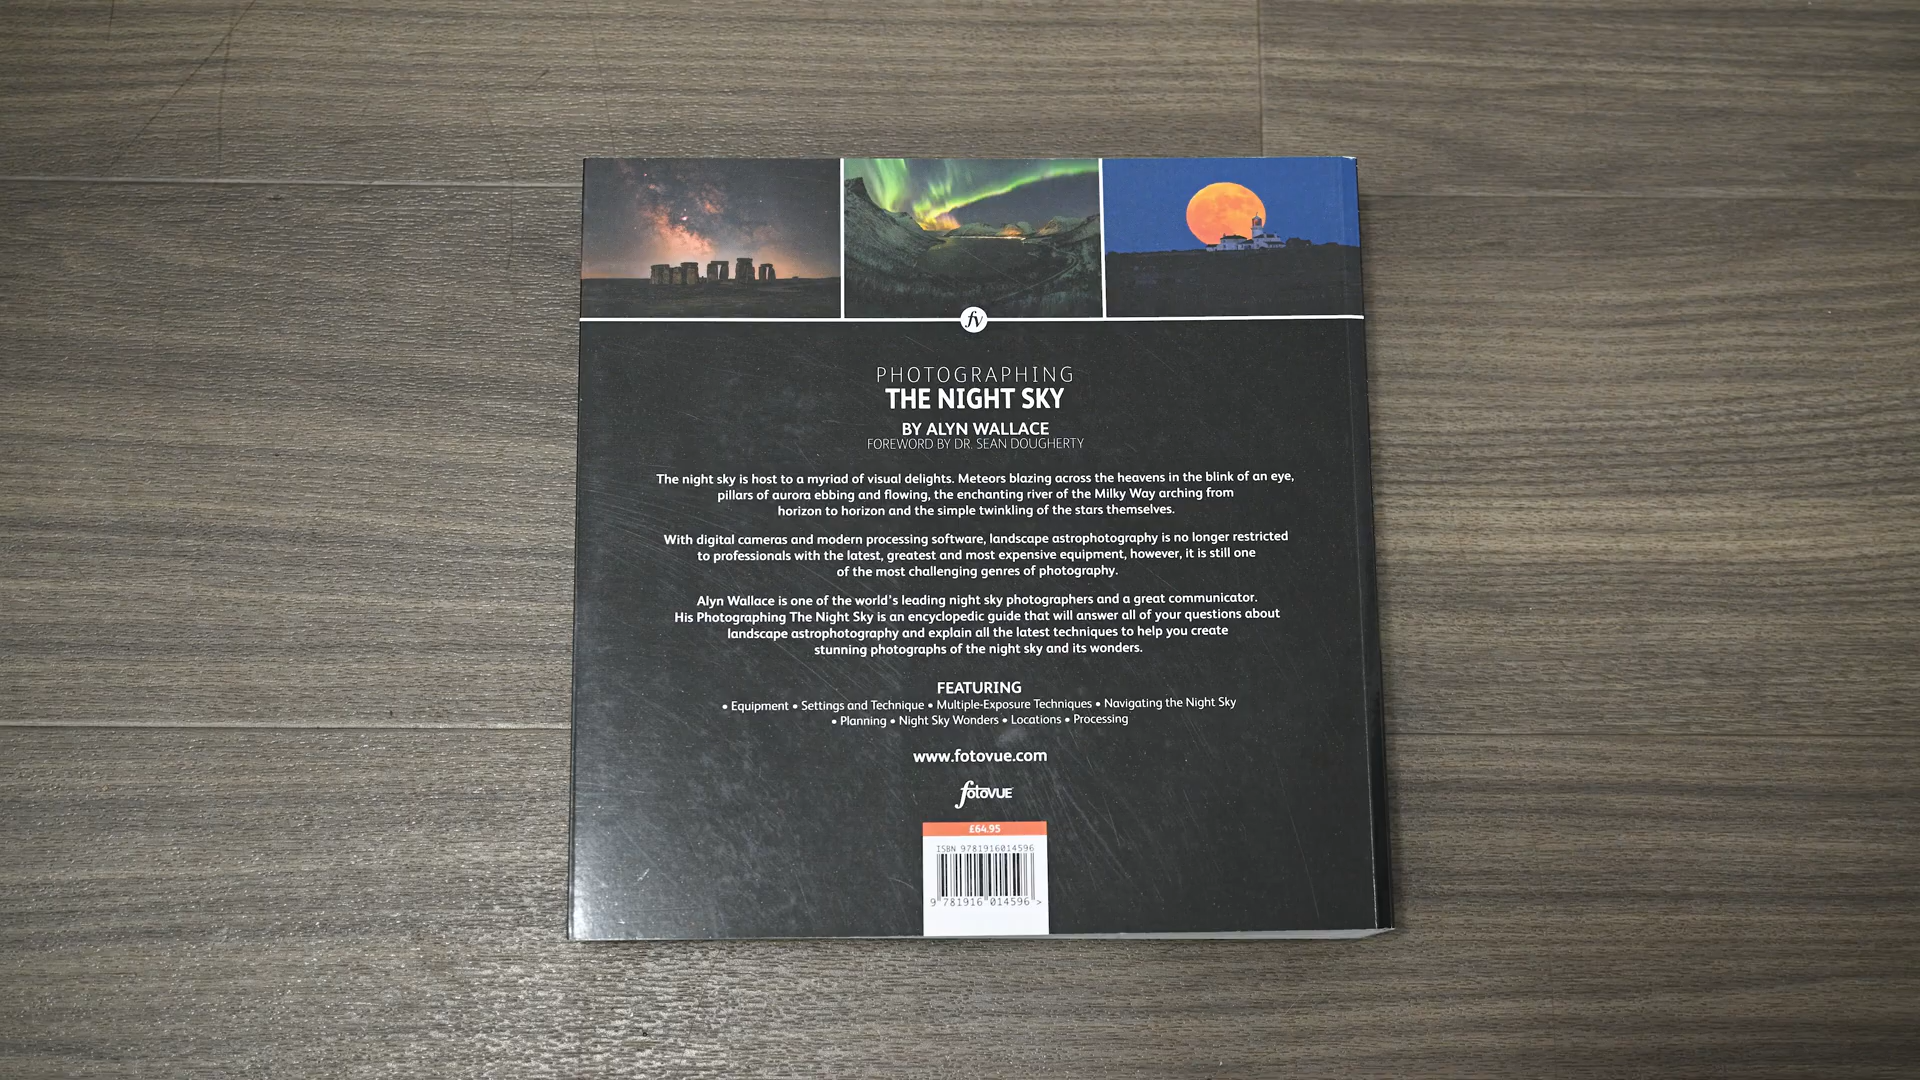 fv
PHOTOGRAPHING
THE NIGHT SKY
BY ALYN WALLACE
FOREWORD BY DR. SEAN DOUGHERTY
The night sky is host to a myriad of visual delights. Meteors blazing across the heavens in the blink of an eye,
pillars of aurora ebbing and flowing, the enchanting river of the Milky Way arching from
horizon to horizon and the simple twinkling of the stars themselves.
With digital cameras and modern processing software, landscape astrophotography is no longer restricted
to professionals with the latest, greatest and most expensive equipment, however, it is still one
of the most challenging genres of photography.
Alyn Wallace is one of the world's leading night sky photographers and a great communicator.
His Photographing The Night Sky is an encyclopedic guide that will answer all of your questions about
landscape astrophotography and explain all the latest techniques to help you create
stunning photographs of the night sky and its wonders.
FEATURING
• Equipment • Settings and Technique • Multiple-Exposure Techniques • Navigating the Night Sky
• Planning • Night Sky Wonders • Locations • Processing
www.fotovue.com
fotoVUE
£64.95
ISBN 9781916014596
9 781916 014596 >